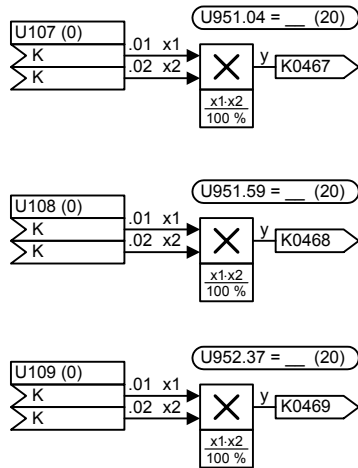 U951.04 = __ (20)
U107 (0)
K .01 x1
K .02 x2
y K0467
x1·x2
100 %
U951.59 = __ (20)
U108 (0)
K .01 x1
K .02 x2
y K0468
x1·x2
100 %
U952.37 = __ (20)
U109 (0)
K .01 x1
K .02 x2
y K0469
x1·x2
100 %